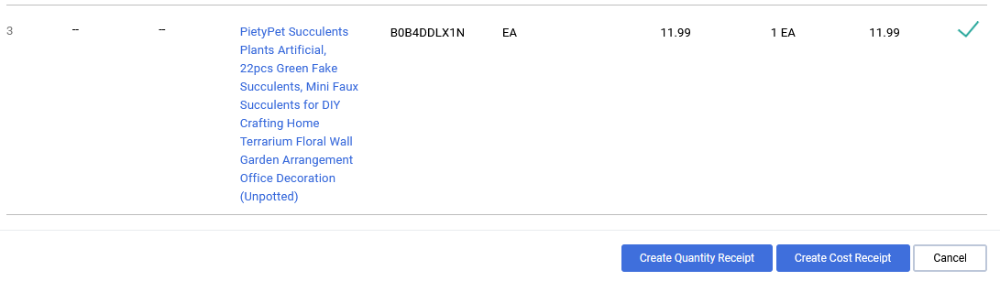 3 -- -- PietyPet Succulents B0B4DDLX1N EA 11.99 1 EA 11.99
Plants Artificial,
22pcs Green Fake
Succulents, Mini Faux
Succulents for DIY
Crafting Home
Terrarium Floral Wall
Garden Arrangement
Office Decoration
(Unpotted)
Create Quantity Receipt Create Cost Receipt Cancel